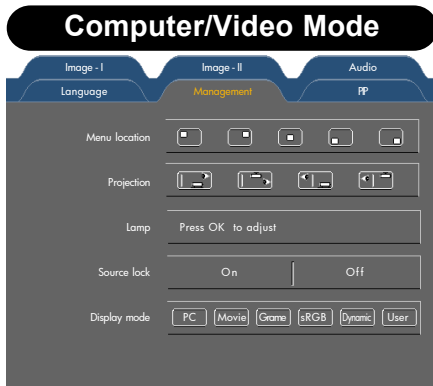 Computer/Video Mode
Image - I Image - II Audio
Language Management PIP
Menu location
Projection
Lamp Press OK to adjust
Source lock On Off
Display mode PC Movie Grame sRGB Dynamic User